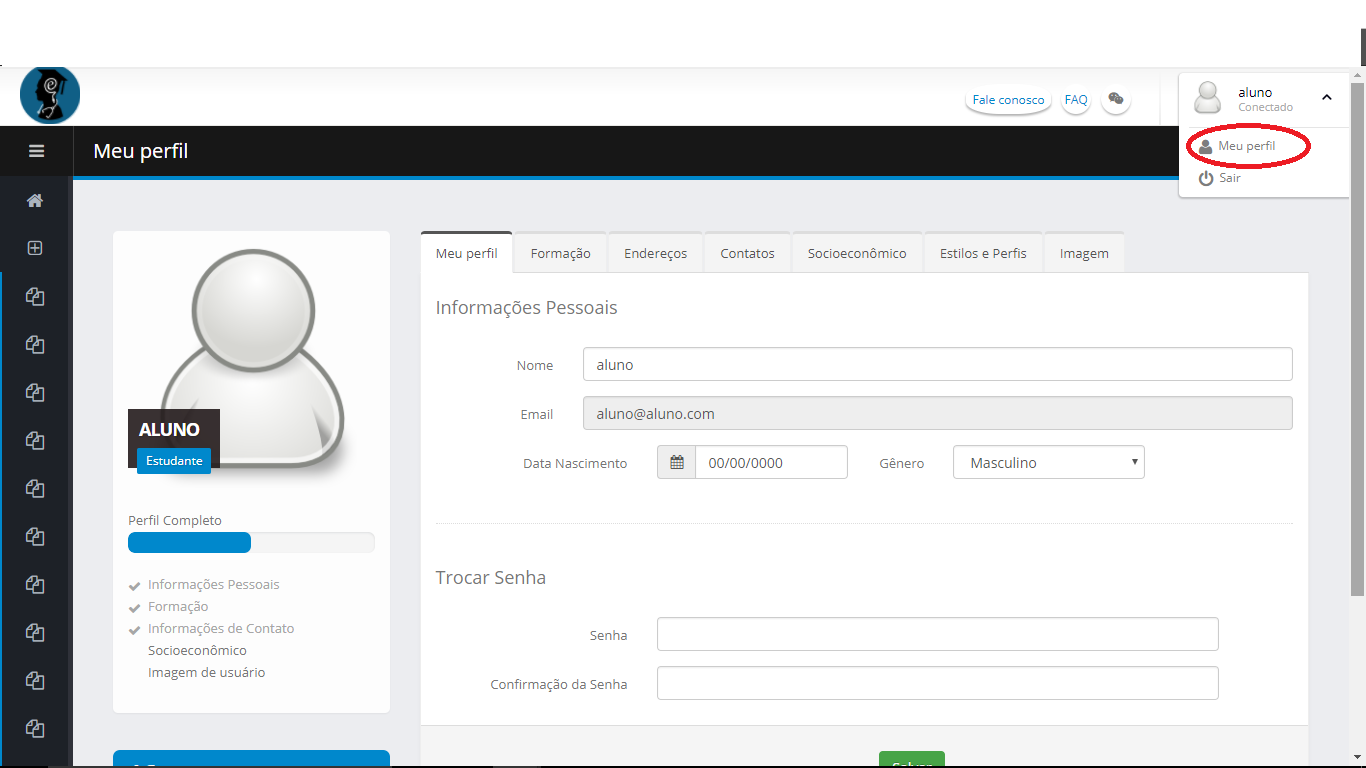 Fale conosco FAQ aluno
Conectado
Meu perfil Meu perfil
Sair
Meu perfil Formação Endereços Contatos Socioeconômico Estilos e Perfis Imagem
Informações Pessoais
Nome aluno
Email aluno@aluno.com
Data Nascimento 00/00/0000 Gênero Masculino
ALUNO
Estudante
Perfil Completo
Informações Pessoais
Formação
Informações de Contato
Socioeconômico
Imagem de usuário
Trocar Senha
Senha
Confirmação da Senha
Salvar